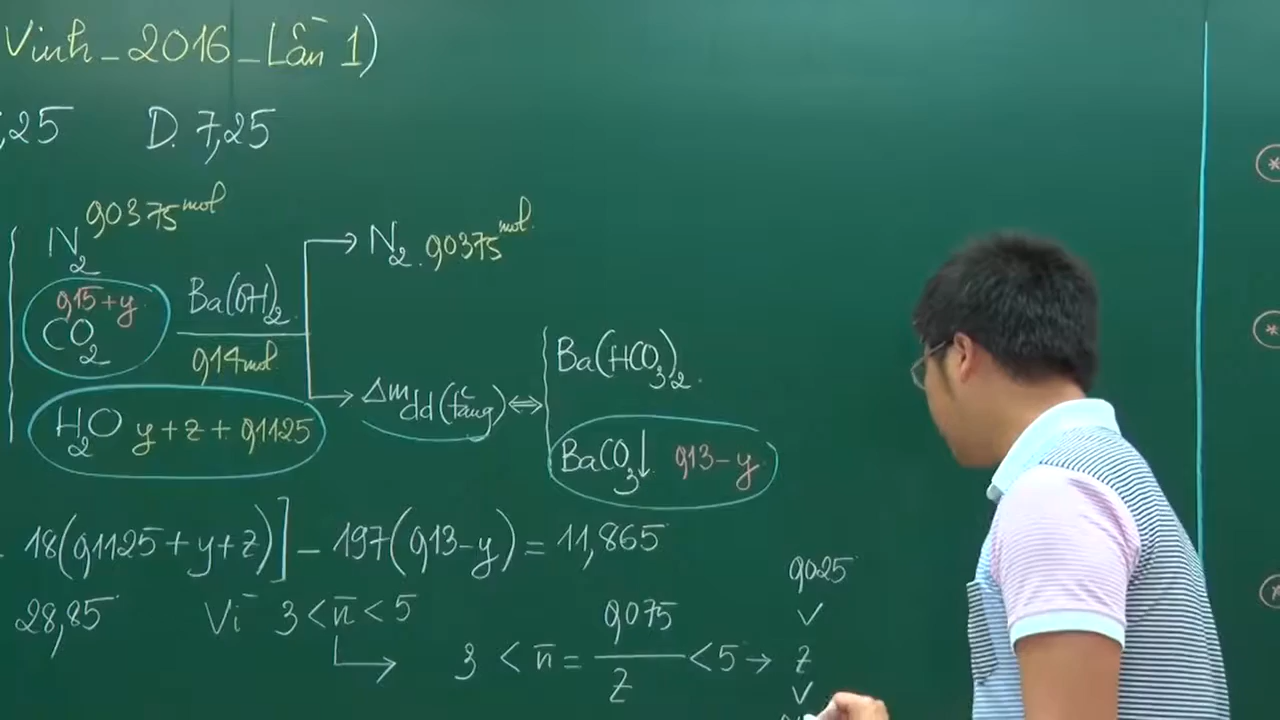 Vinh_2016_Lần 1)
,25 D. 7,25
N2 0,0375 mol
0,15+y
CO2
Ba(OH)2
0,14 mol
H2O y+z+0,1125
N2 0,0375 mol.
Δm dd (tăng) ⇔
Ba(HCO3)2.
BaCO3↓ 0,13-y
18(0,1125+y+z)] - 197(0,13-y) = 11,865
28,85 Vì 3 < n̄ < 5
3 < n̄ = 0,075/z < 5 → z
0,025
V
V
*
*
*